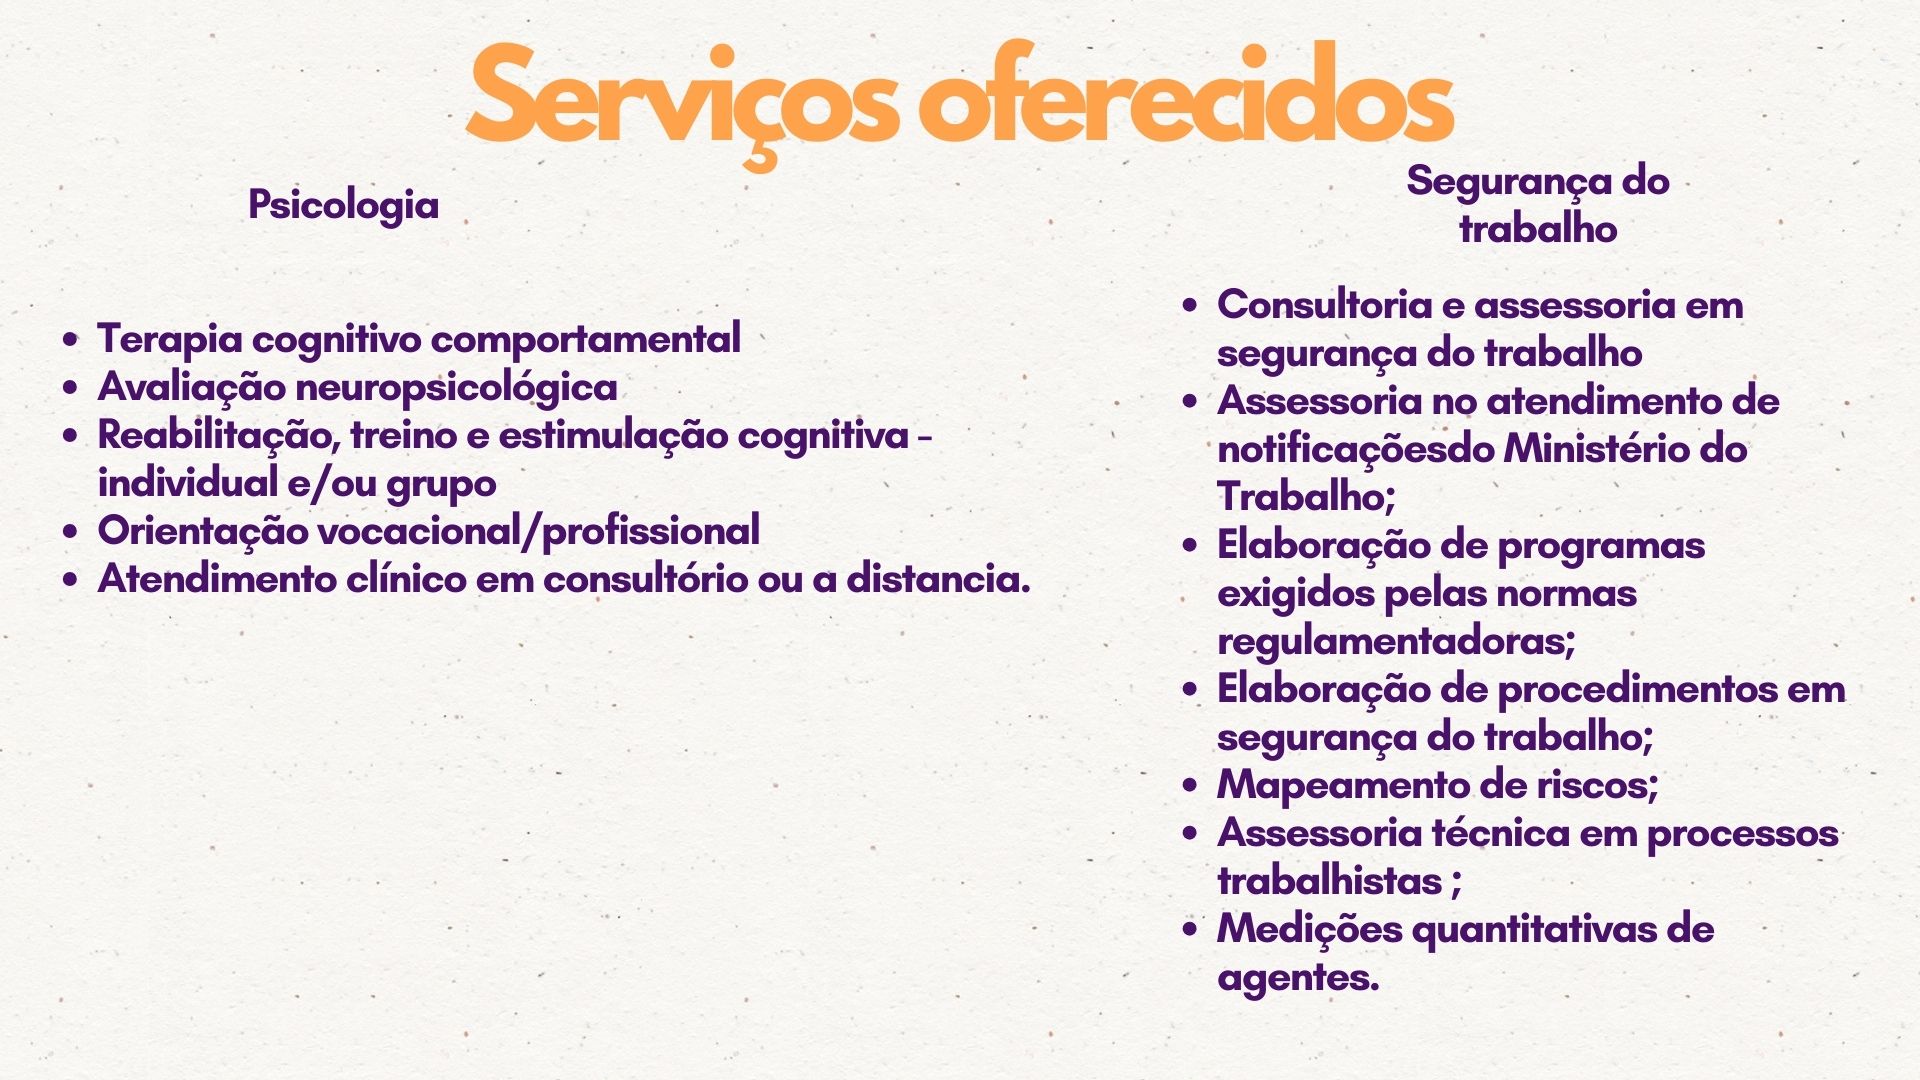 Serviços oferecidos
Psicologia
• Terapia cognitivo comportamental
• Avaliação neuropsicológica
• Reabilitação, treino e estimulação cognitiva -
individual e/ou grupo
• Orientação vocacional/profissional
• Atendimento clínico em consultório ou a distancia.
Segurança do
trabalho
• Consultoria e assessoria em
segurança do trabalho
• Assessoria no atendimento de
notificaçõesdo Ministério do
Trabalho;
• Elaboração de programas
exigidos pelas normas
regulamentadoras;
• Elaboração de procedimentos em
segurança do trabalho;
• Mapeamento de riscos;
• Assessoria técnica em processos
trabalhistas ;
• Medições quantitativas de
agentes.